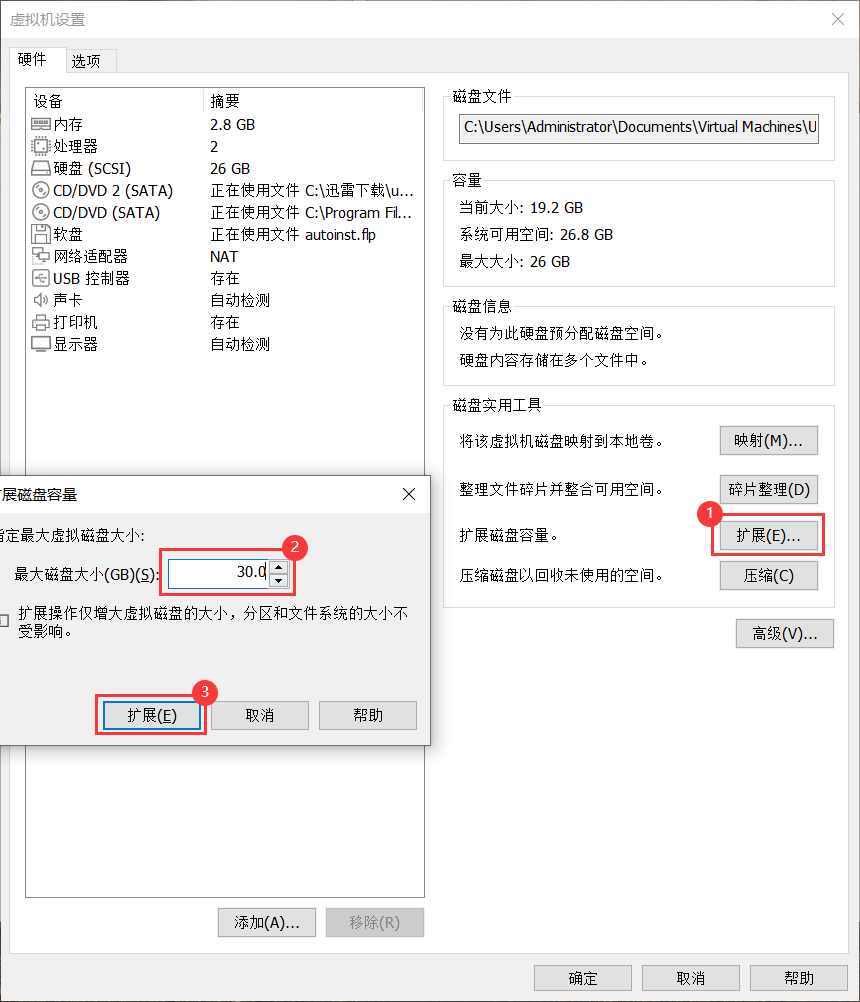 虚拟机设置
硬件 选项
设备 摘要
内存 2.8 GB
处理器 2
硬盘 (SCSI) 26 GB
CD/DVD 2 (SATA) 正在使用文件 C:\迅雷下载\u...
CD/DVD (SATA) 正在使用文件 C:\Program Fil...
软盘 正在使用文件 autoinst.flp
网络适配器 NAT
USB 控制器 存在
声卡 自动检测
打印机 存在
显示器 自动检测
磁盘文件
C:\Users\Administrator\Documents\Virtual Machines\U
容量
当前大小: 19.2 GB
系统可用空间: 26.8 GB
最大大小: 26 GB
磁盘信息
没有为此硬盘预分配磁盘空间。
硬盘内容存储在多个文件中。
磁盘实用工具
将该虚拟机磁盘映射到本地卷。 映射(M)...
整理文件碎片并整合可用空间。 碎片整理(D)
1
扩展磁盘容量。 扩展(E)...
压缩磁盘以回收未使用的空间。 压缩(C)
高级(V)...
扩展磁盘容量
指定最大虚拟磁盘大小:
2
最大磁盘大小(GB)(S): 30.0
扩展操作仅增大虚拟磁盘的大小，分区和文件系统的大小不
受影响。
3
扩展(E) 取消 帮助
添加(A)... 移除(R)
确定 取消 帮助